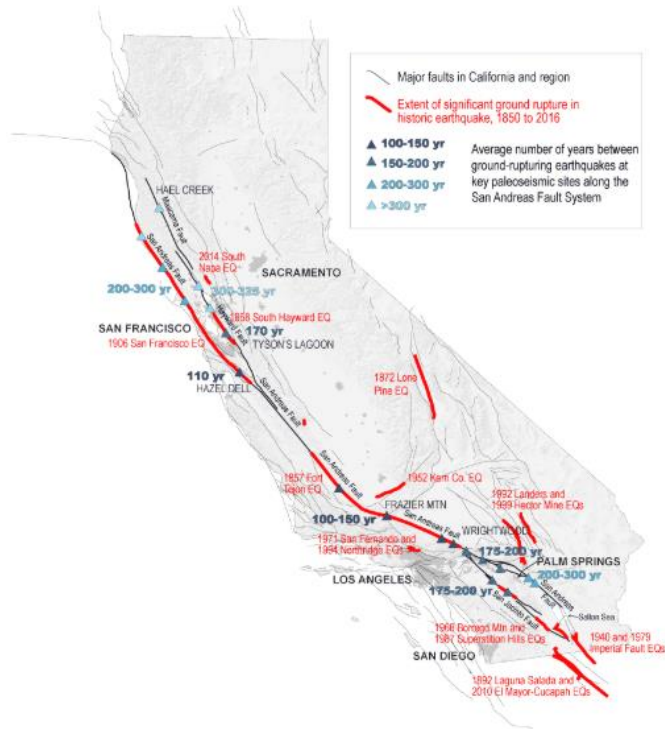 Major faults in California and region
Extent of significant ground rupture in
historic earthquake, 1850 to 2016
100-150 yr
150-200 yr
200-300 yr
>300 yr
Average number of years between
ground-rupturing earthquakes at
key paleoseismic sites along the
San Andreas Fault System
HAEL CREEK
Maacama Fault
San Andreas Fault
2014 South
Napa EQ
SACRAMENTO
200-300 yr
300-325 yr
1868 South Hayward EQ
Hayward Fault
170 yr
SAN FRANCISCO
TYSON'S LAGOON
1906 San Francisco EQ
110 yr
HAZEL DELL
San Andreas Fault
1872 Lone
Pine EQ
San Andreas Fault
1857 Fort
Tejon EQ
1952 Kern Co. EQ
FRAZIER MTN
1992 Landers and
1999 Hector Mine EQs
100-150 yr
San Andreas Fault
WRIGHTWOOD
1971 San Fernando and
1994 Northridge EQs
175-200 yr
PALM SPRINGS
200-300 yr
LOS ANGELES
175-200 yr
San Andreas
Fault
San Jacinto Fault
Salton Sea
Borrego Mtn and
1987 Superstition Hills EQs
1940 and 1979
Imperial Fault EQs
SAN DIEGO
1892 Laguna Salada and
2010 El Mayor-Cucapah EQs